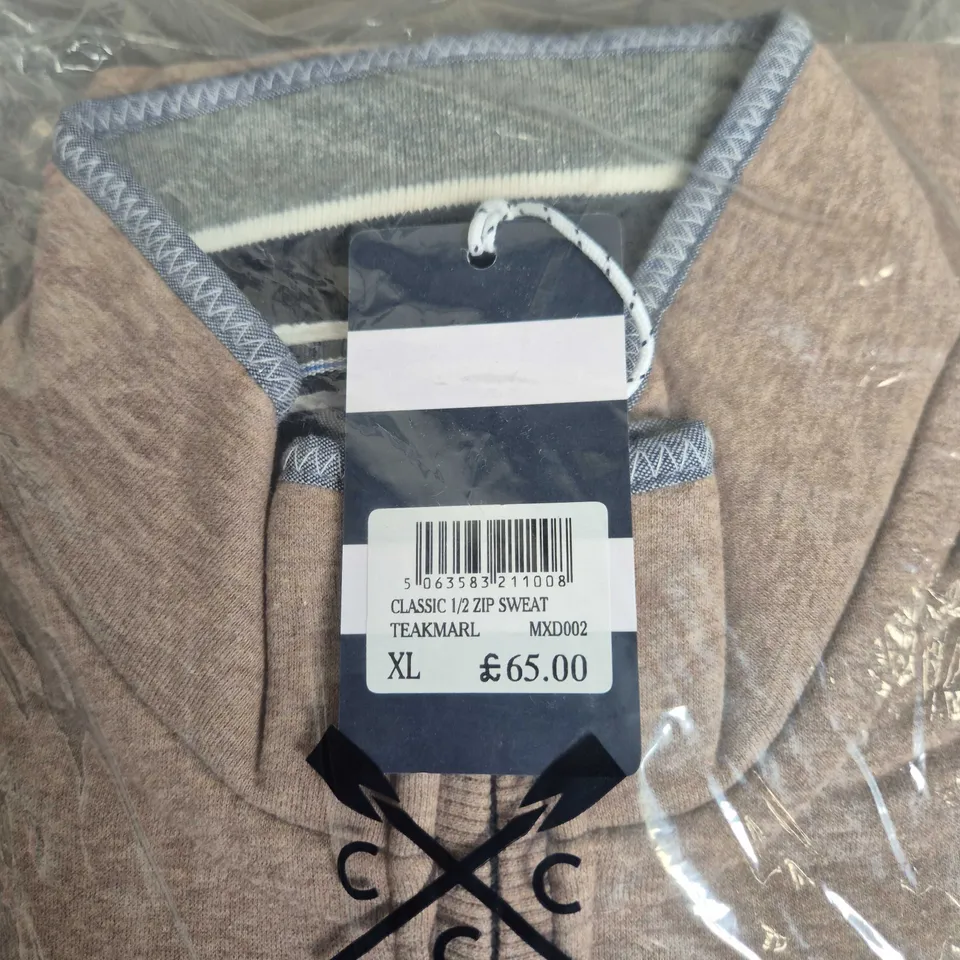 5 063583 211008
CLASSIC 1/2 ZIP SWEAT
TEAKMARL MXD002
XL £65.00
C C
C